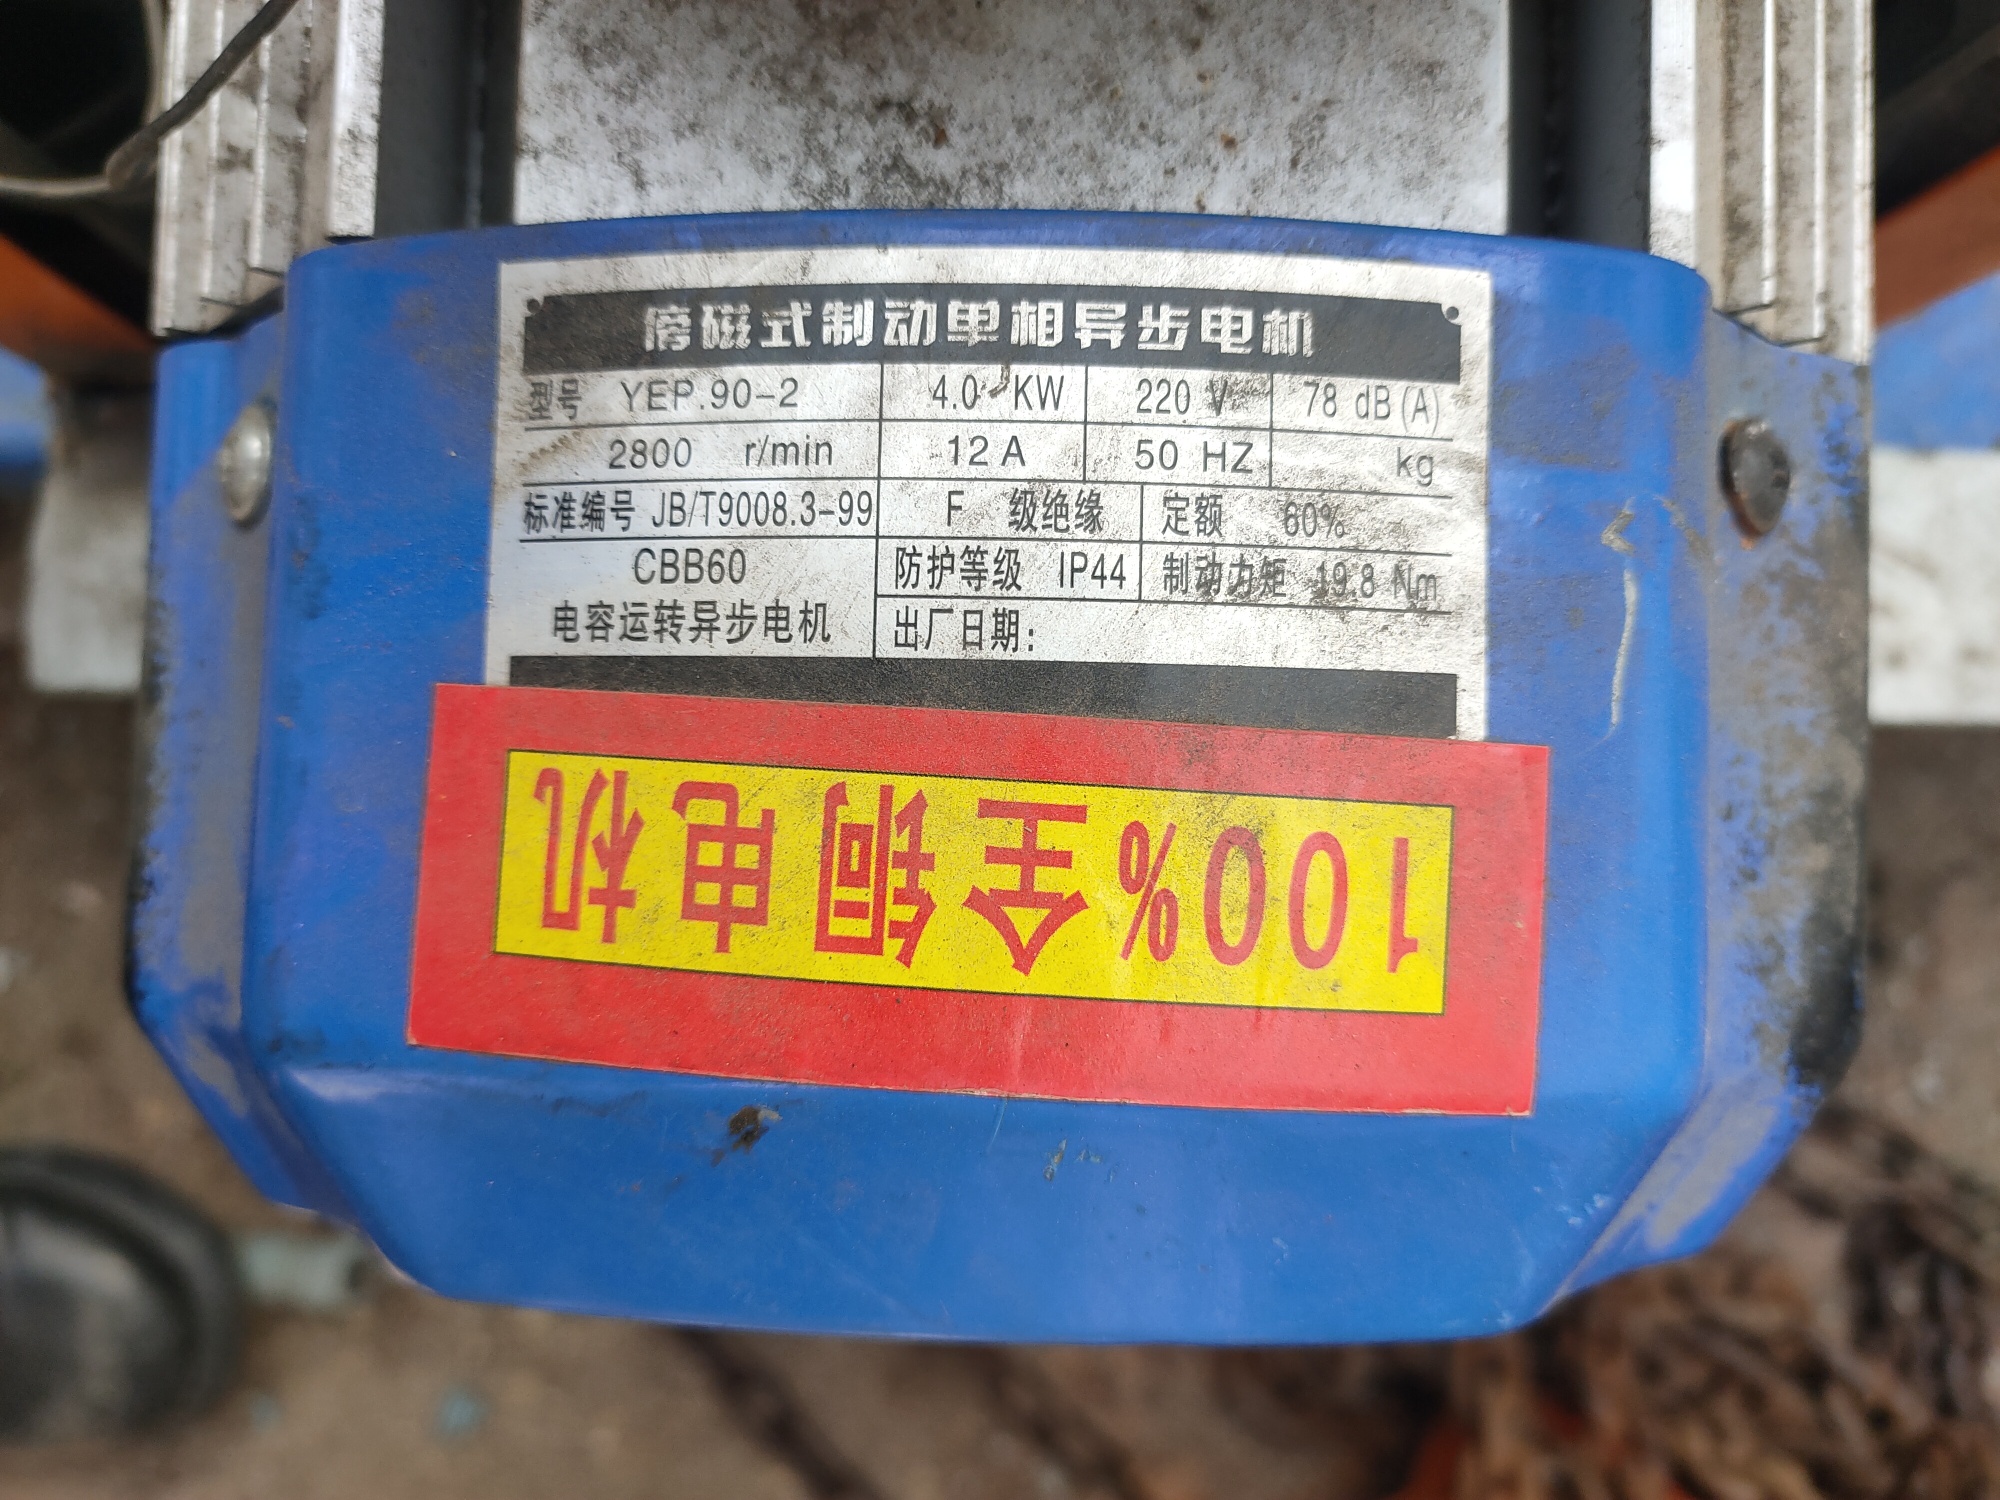 傍磁式制动单相异步电机
型号 YEP.90-2 4.0 KW 220 V 78 dB(A)
2800 r/min 12 A 50 HZ kg
标准编号 JB/T9008.3-99 F 级绝缘 定额 60%
CBB60 防护等级 IP44 制动力矩 19.8 Nm
电容运转异步电机 出厂日期:
100%全铜电机